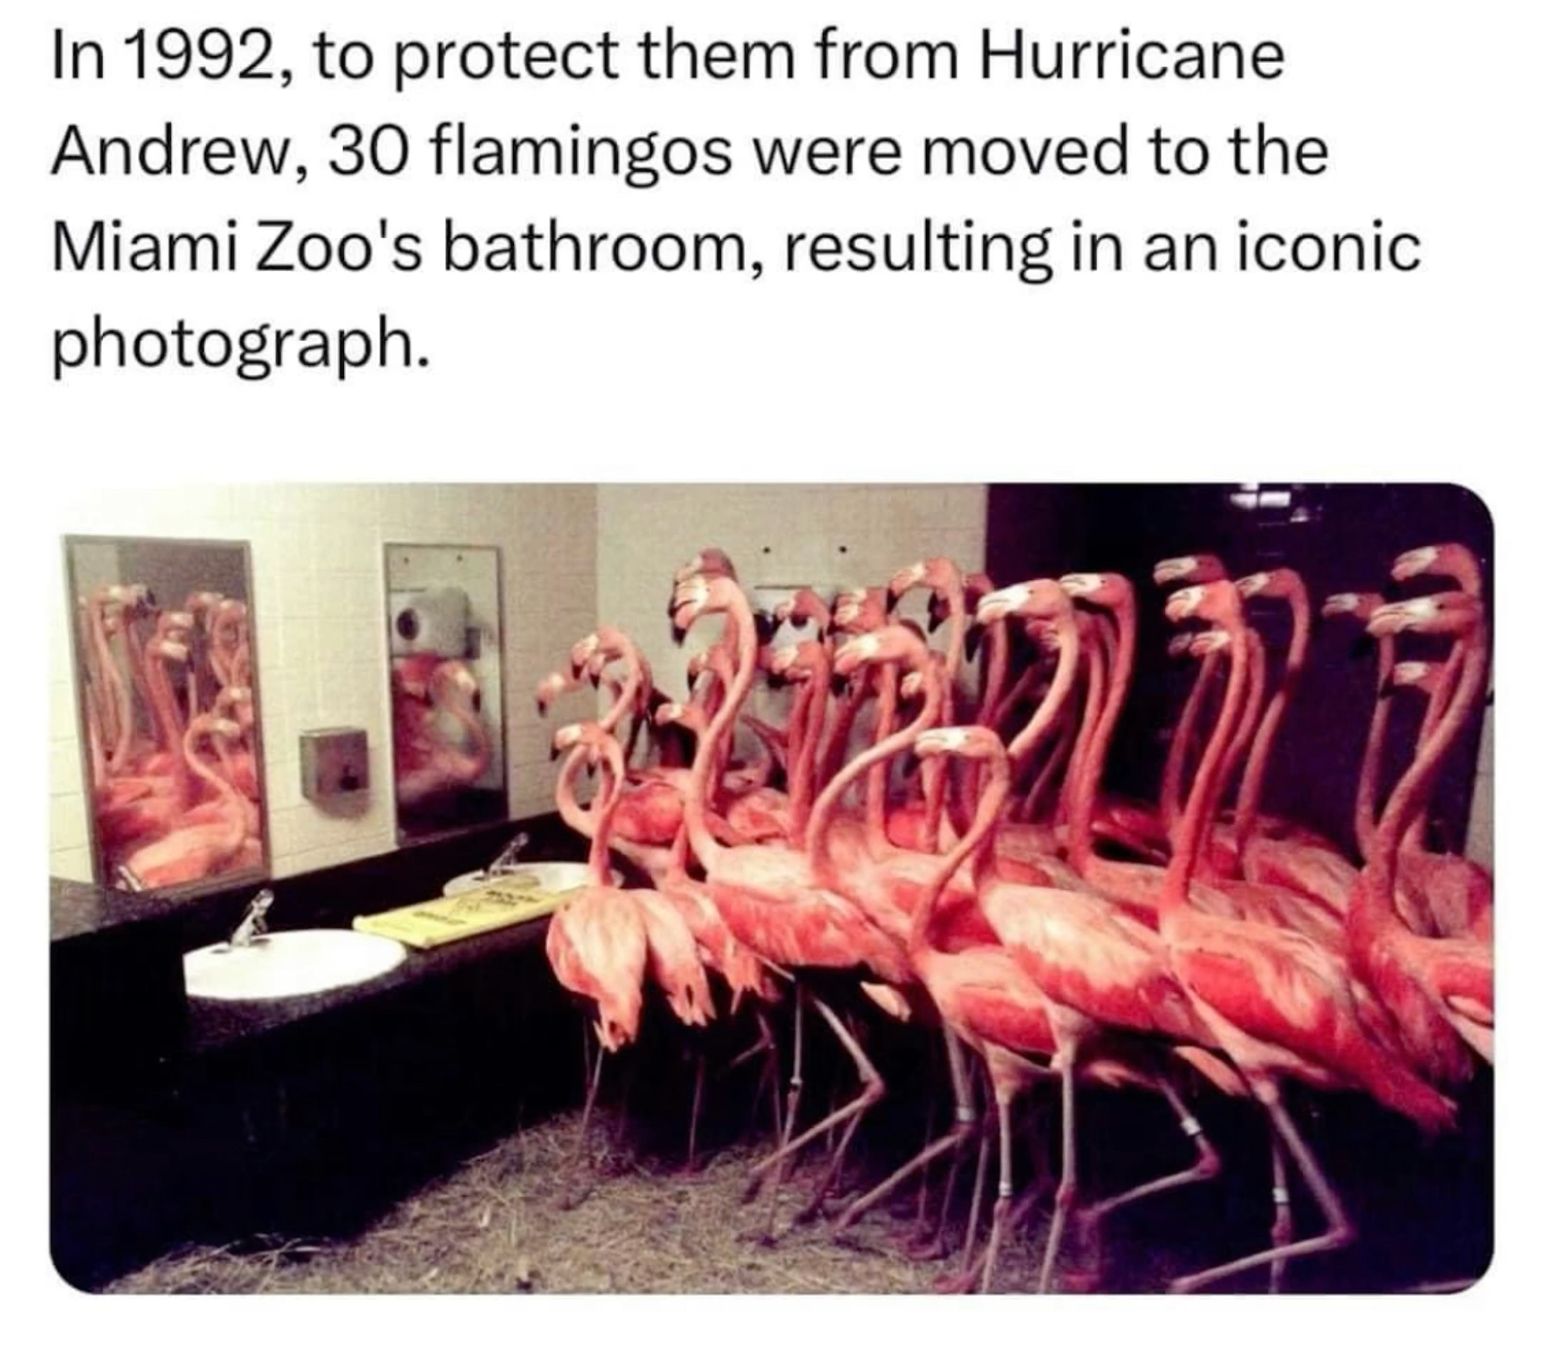 In 1992, to protect them from Hurricane
Andrew, 30 flamingos were moved to the
Miami Zoo's bathroom, resulting in an iconic
photograph.